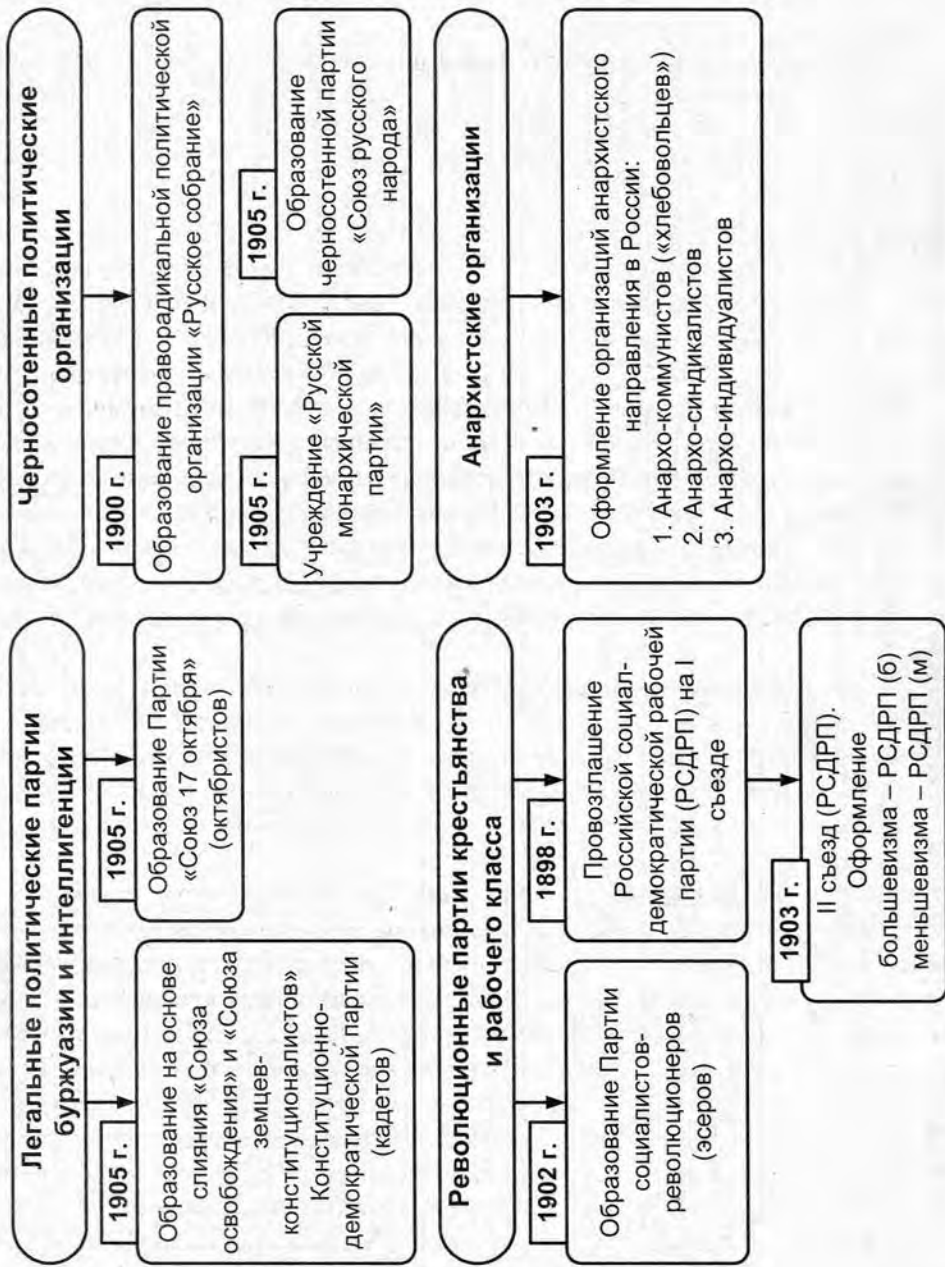 Легальные политические партии
буржуазии и интеллигенции
1905 г.
Образование на основе
слияния «Союза
освобождения» и «Союза
земцев-
конституционалистов»
Конституционно-
демократической партии
(кадетов)
1905 г.
Образование Партии
«Союз 17 октября»
(октябристов)
Революционные партии крестьянства
и рабочего класса
1902 г.
Образование Партии
социалистов-
революционеров
(эсеров)
1898 г.
Провозглашение
Российской социал-
демократической рабочей
партии (РСДРП) на I
съезде
1903 г.
II съезд (РСДРП).
Оформление
большевизма – РСДРП (б)
меньшевизма – РСДРП (м)
Черносотенные политические
организации
1900 г.
Образование праворадикальной политической
организации «Русское собрание»
1905 г.
Учреждение «Русской
монархической
партии»
1905 г.
Образование
черносотенной партии
«Союз русского
народа»
Анархистские организации
1903 г.
Оформление организаций анархистского
направления в России:
1. Анархо-коммунистов («хлебовольцев»)
2. Анархо-синдикалистов
3. Анархо-индивидуалистов